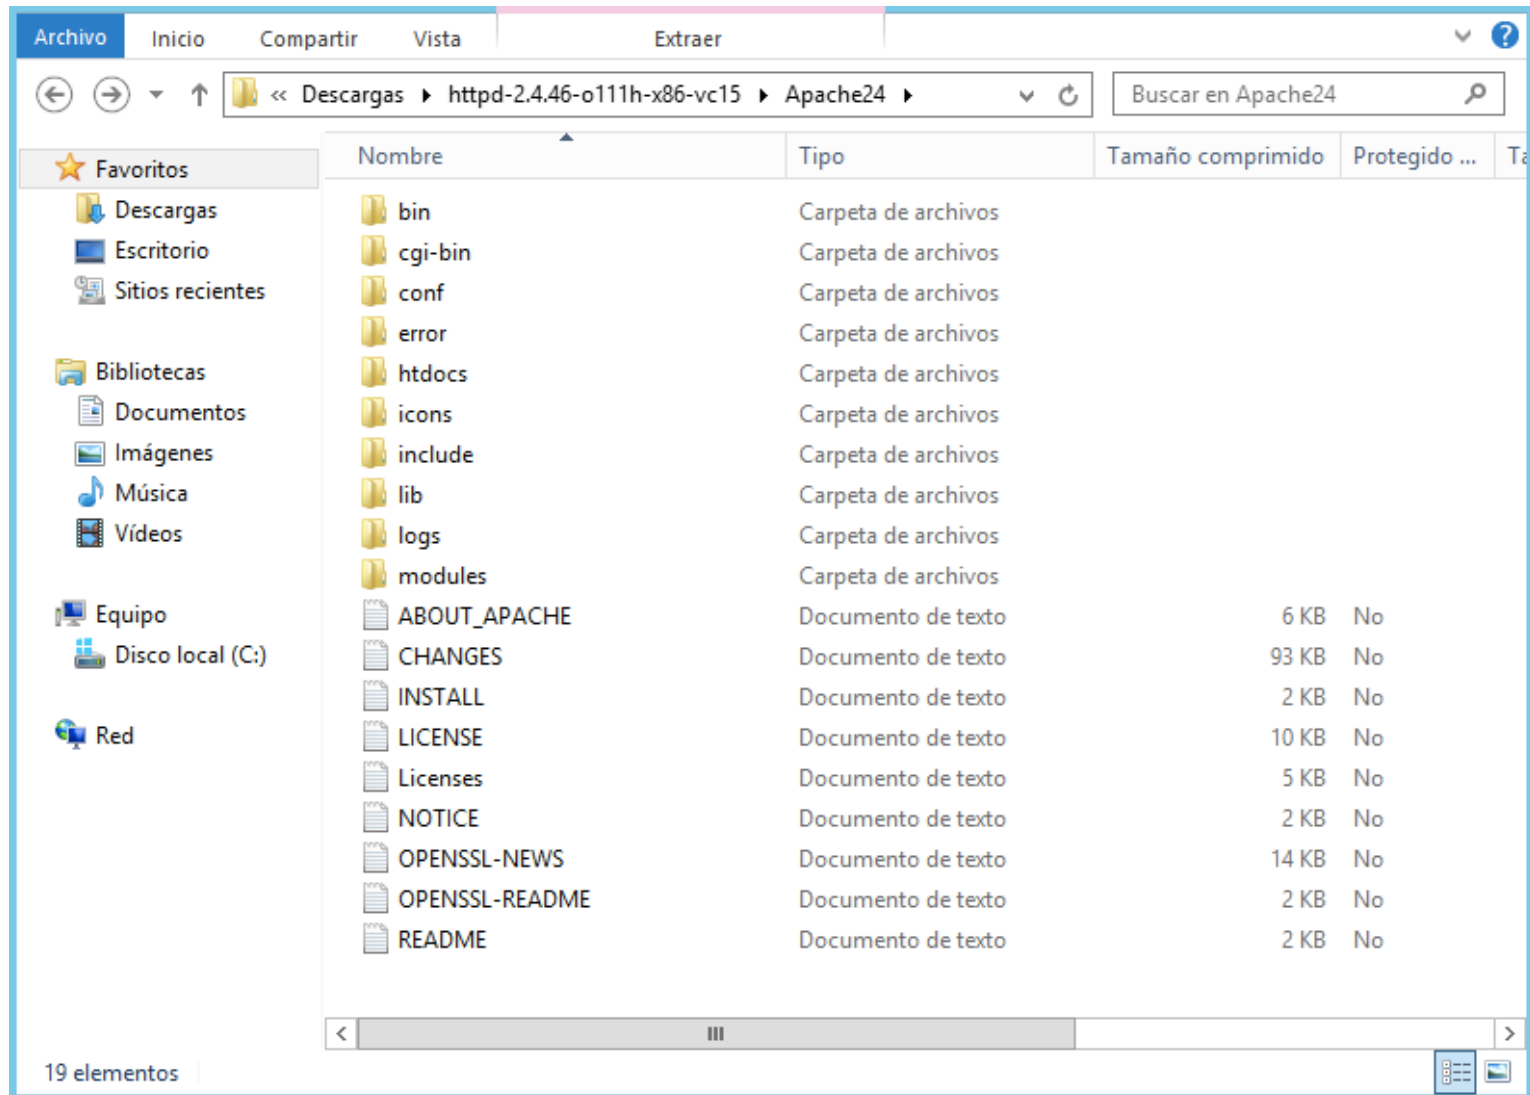 Archivo Inicio Compartir Vista Extraer
« Descargas httpd-2.4.46-o111h-x86-vc15 Apache24 Buscar en Apache24
Nombre Tipo Tamaño comprimido Protegido ...
Favoritos
Descargas
Escritorio
Sitios recientes
Bibliotecas
Documentos
Imágenes
Música
Vídeos
Equipo
Disco local (C:)
Red
bin Carpeta de archivos
cgi-bin Carpeta de archivos
conf Carpeta de archivos
error Carpeta de archivos
htdocs Carpeta de archivos
icons Carpeta de archivos
include Carpeta de archivos
lib Carpeta de archivos
logs Carpeta de archivos
modules Carpeta de archivos
ABOUT_APACHE Documento de texto 6 KB No
CHANGES Documento de texto 93 KB No
INSTALL Documento de texto 2 KB No
LICENSE Documento de texto 10 KB No
Licenses Documento de texto 5 KB No
NOTICE Documento de texto 2 KB No
OPENSSL-NEWS Documento de texto 14 KB No
OPENSSL-README Documento de texto 2 KB No
README Documento de texto 2 KB No
19 elementos